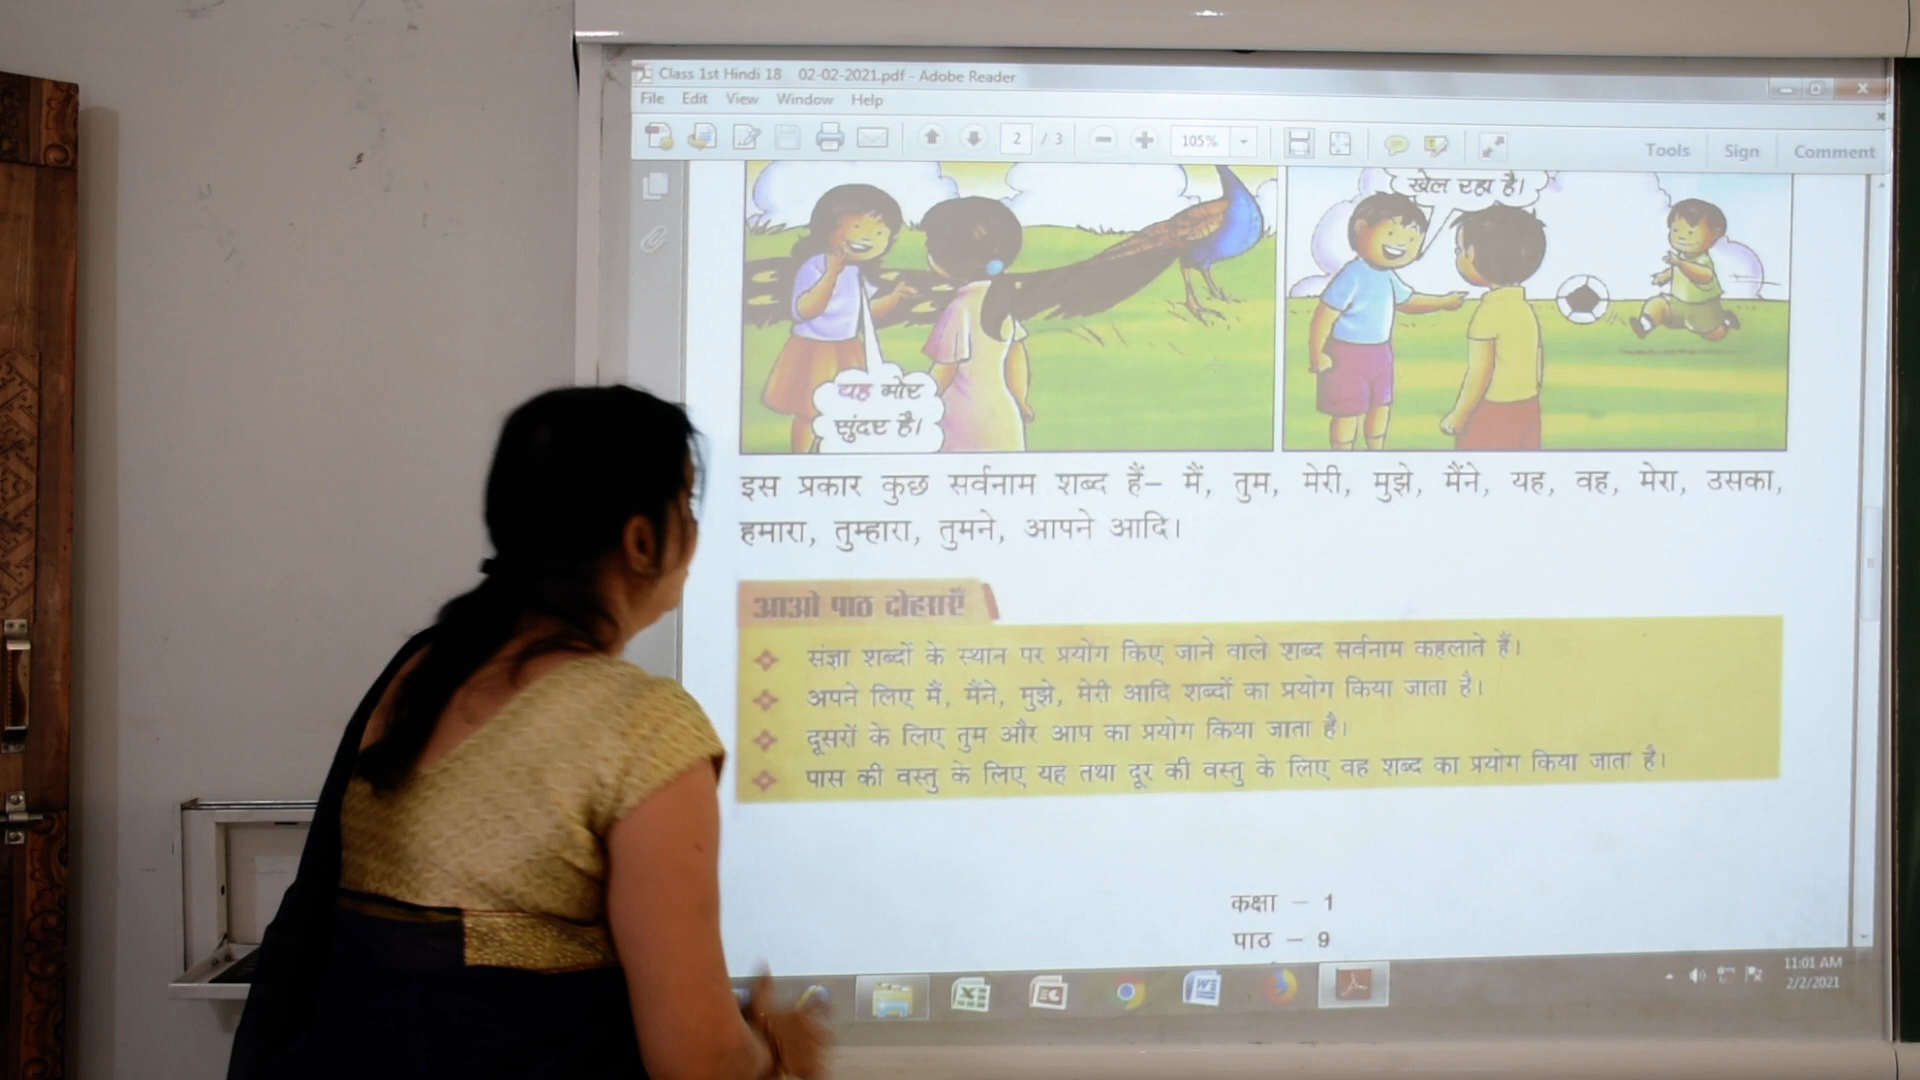 Class 1st Hindi 18 02-02-2021.pdf - Adobe Reader
File Edit View Window Help
2 / 3 105% Tools Sign Comment
खेल रहा है।
यह मोर
सुंदर है।
इस प्रकार कुछ सर्वनाम शब्द हैं– मैं, तुम, मेरी, मुझे, मैंने, यह, वह, मेरा, उसका,
हमारा, तुम्हारा, तुमने, आपने आदि।
आओ पाठ दोहराएँ
संज्ञा शब्दों के स्थान पर प्रयोग किए जाने वाले शब्द सर्वनाम कहलाते हैं।
अपने लिए मैं, मैंने, मुझे, मेरी आदि शब्दों का प्रयोग किया जाता है।
दूसरों के लिए तुम और आप का प्रयोग किया जाता है।
पास की वस्तु के लिए यह तथा दूर की वस्तु के लिए वह शब्द का प्रयोग किया जाता है।
कक्षा – 1
पाठ – 9
11:01 AM
2/2/2021